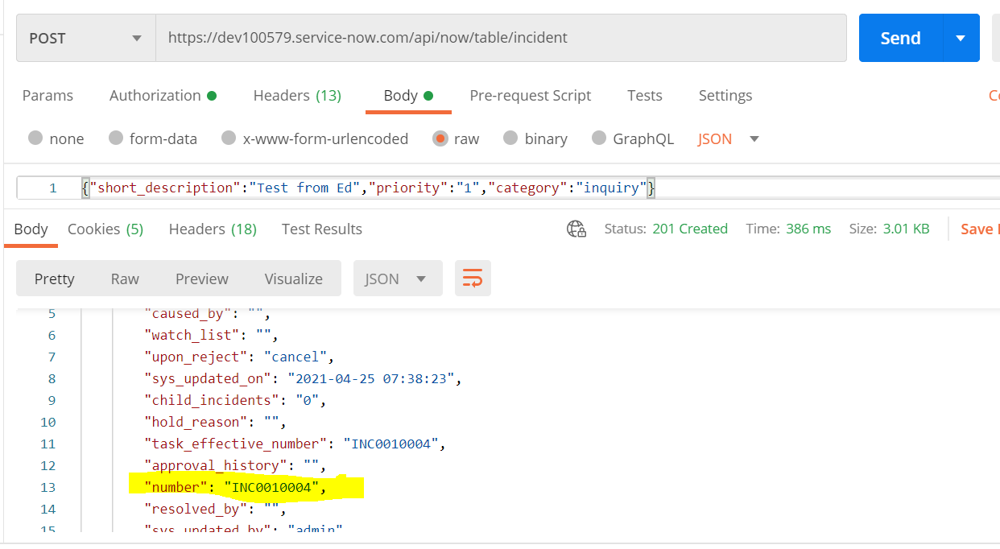 POST https://dev100579.service-now.com/api/now/table/incident Send
Params Authorization Headers (13) Body Pre-request Script Tests Settings
none form-data x-www-form-urlencoded raw binary GraphQL JSON
1 {"short_description":"Test from Ed","priority":"1","category":"inquiry"}
Body Cookies (5) Headers (18) Test Results Status: 201 Created Time: 386 ms Size: 3.01 KB Save
Pretty Raw Preview Visualize JSON
5 "caused_by": "",
6 "watch_list": "",
7 "upon_reject": "cancel",
8 "sys_updated_on": "2021-04-25 07:38:23",
9 "child_incidents": "0",
10 "hold_reason": "",
11 "task_effective_number": "INC0010004",
12 "approval_history": "",
13 "number": "INC0010004",
14 "resolved_by": "",
15 "sys_updated_by": "admin"